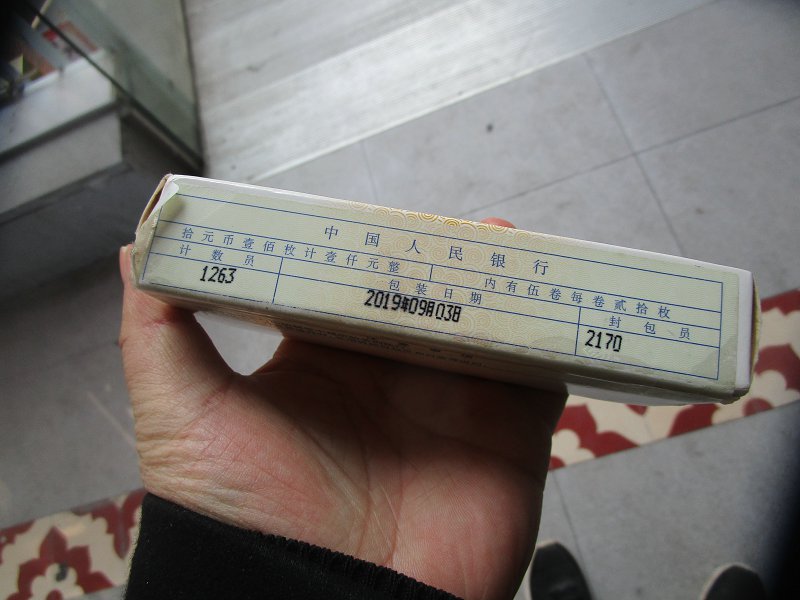 中国人民银行
拾元币壹佰枚计壹仟元整 内有伍卷每卷贰拾枚
计数员 包装日期 封包员
1263 2019年09月03日 2170